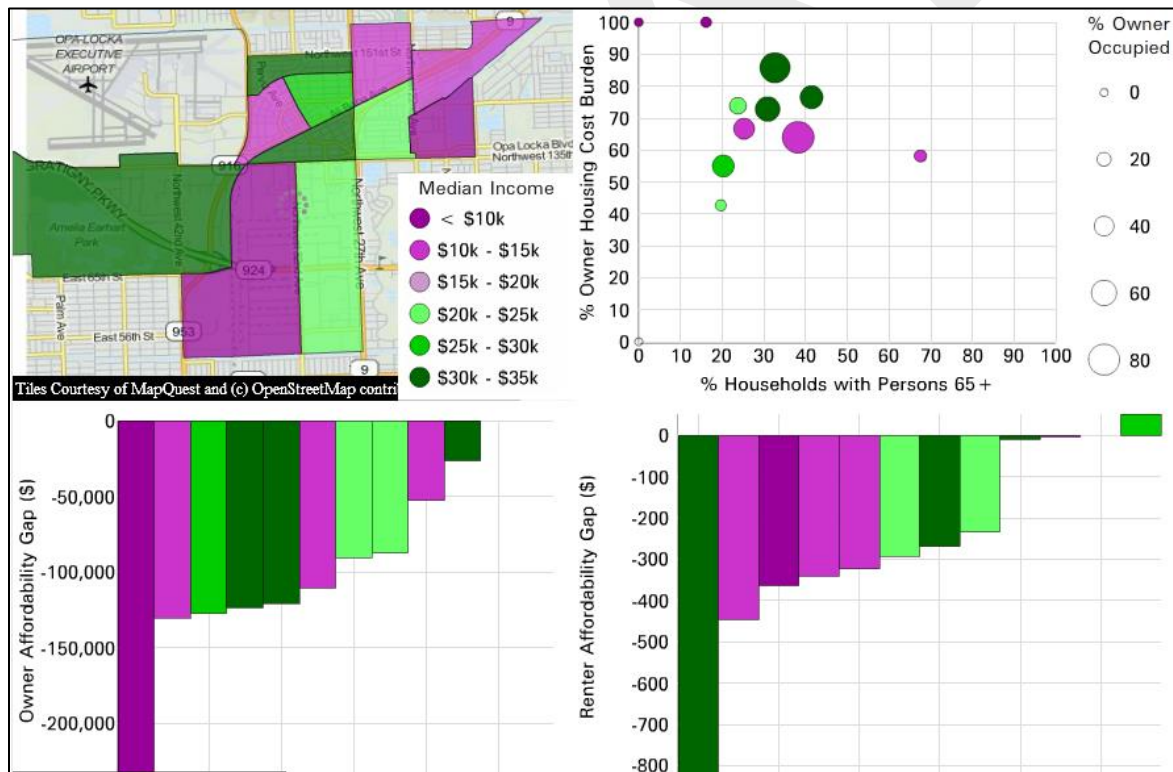 OPA-LOCKA
EXECUTIVE
AIRPORT
9
Northwest 151st St
Ave
Opa Locka Blvd
Northwest 135th
916
Northwest 42nd Ave
Amelia Earhart
Park
924
East 65th St
Northwest 27th Ave
Palm Ave
East 56th St
953
9
Tiles Courtesy of MapQuest and (c) OpenStreetMap contri
Median Income
< $10k
$10k - $15k
$15k - $20k
$20k - $25k
$25k - $30k
$30k - $35k
% Owner Housing Cost Burden
100
90
80
70
60
50
40
30
20
10
0
0 10 20 30 40 50 60 70 80 90 100
% Households with Persons 65+
% Owner
Occupied
0
20
40
60
80
Owner Affordability Gap ($)
0
-50,000
-100,000
-150,000
-200,000
Renter Affordability Gap ($)
0
-100
-200
-300
-400
-500
-600
-700
-800